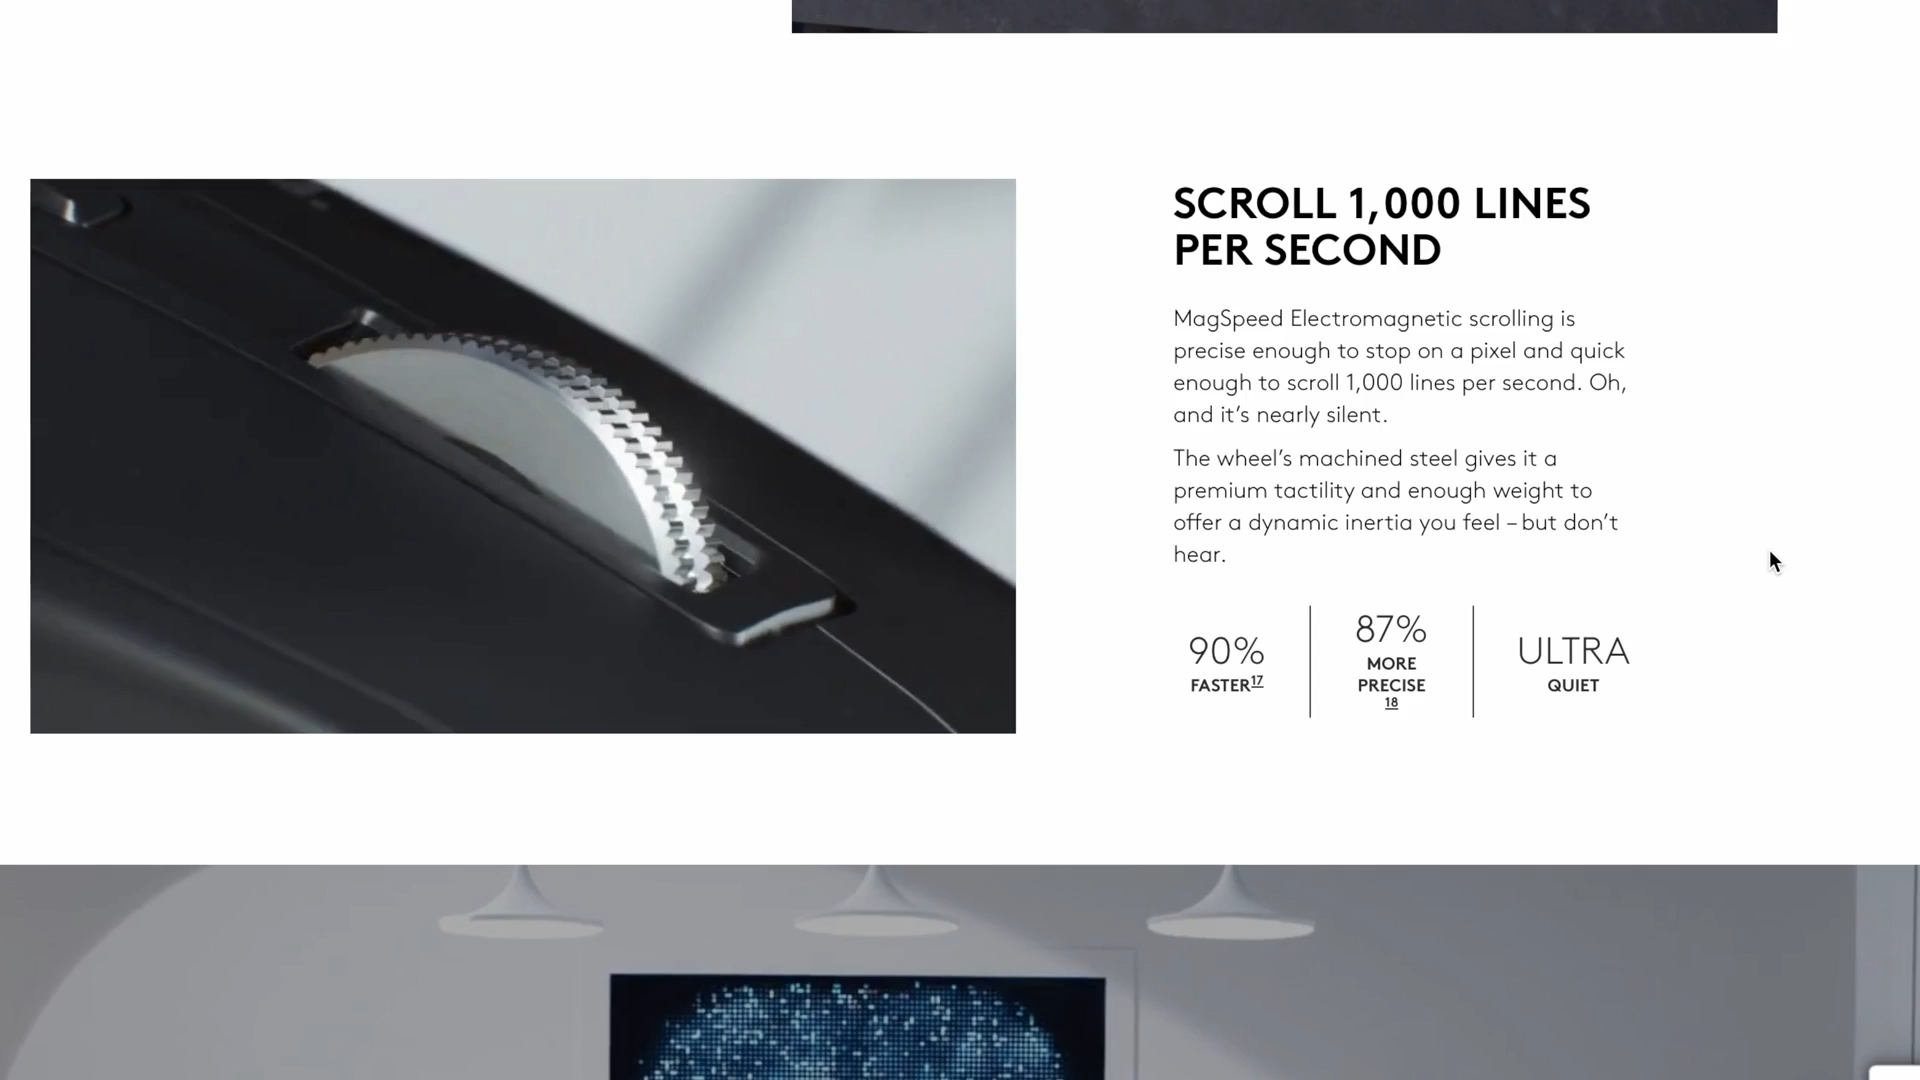 SCROLL 1,000 LINES
PER SECOND
MagSpeed Electromagnetic scrolling is
precise enough to stop on a pixel and quick
enough to scroll 1,000 lines per second. Oh,
and it’s nearly silent.
The wheel’s machined steel gives it a
premium tactility and enough weight to
offer a dynamic inertia you feel – but don’t
hear.
90%
FASTER17
87%
MORE
PRECISE
18
ULTRA
QUIET